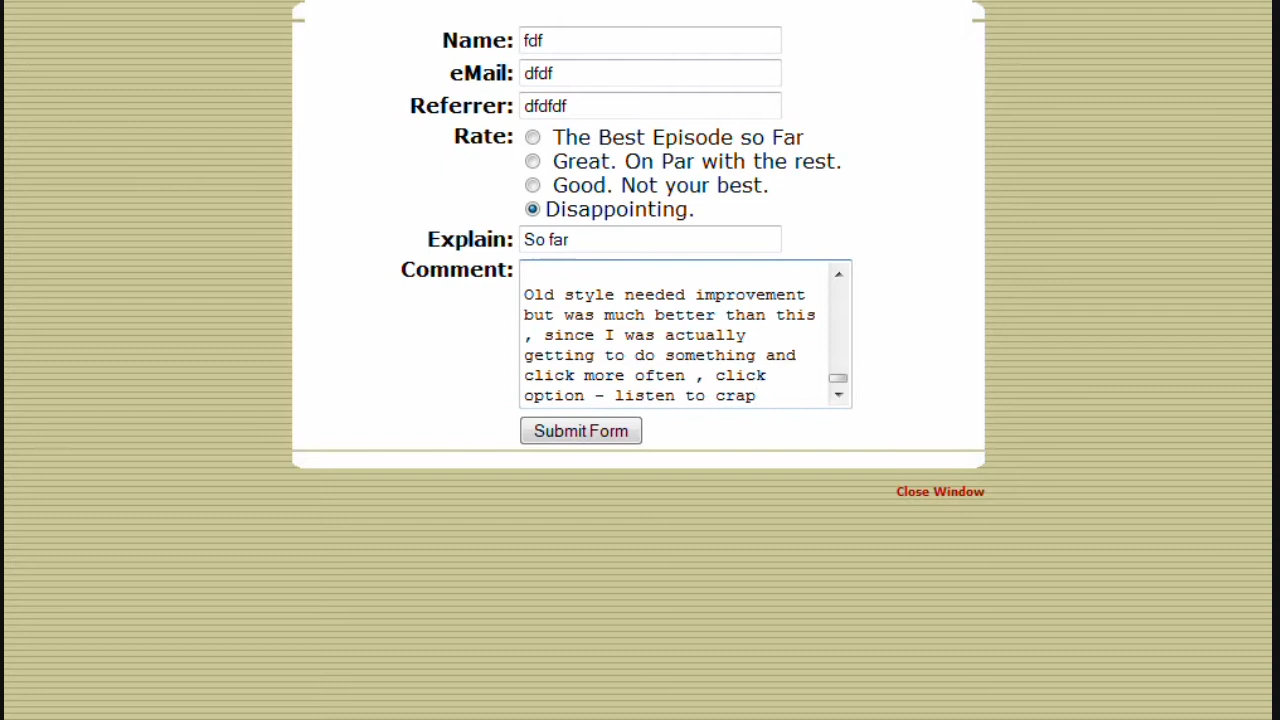 Name: fdf
eMail: dfdf
Referrer: dfdfdf
Rate: The Best Episode so Far
Great. On Par with the rest.
Good. Not your best.
Disappointing.
Explain: So far
Comment:
Old style needed improvement
but was much better than this
, since I was actually
getting to do something and
click more often , click
option - listen to crap
Submit Form
Close Window